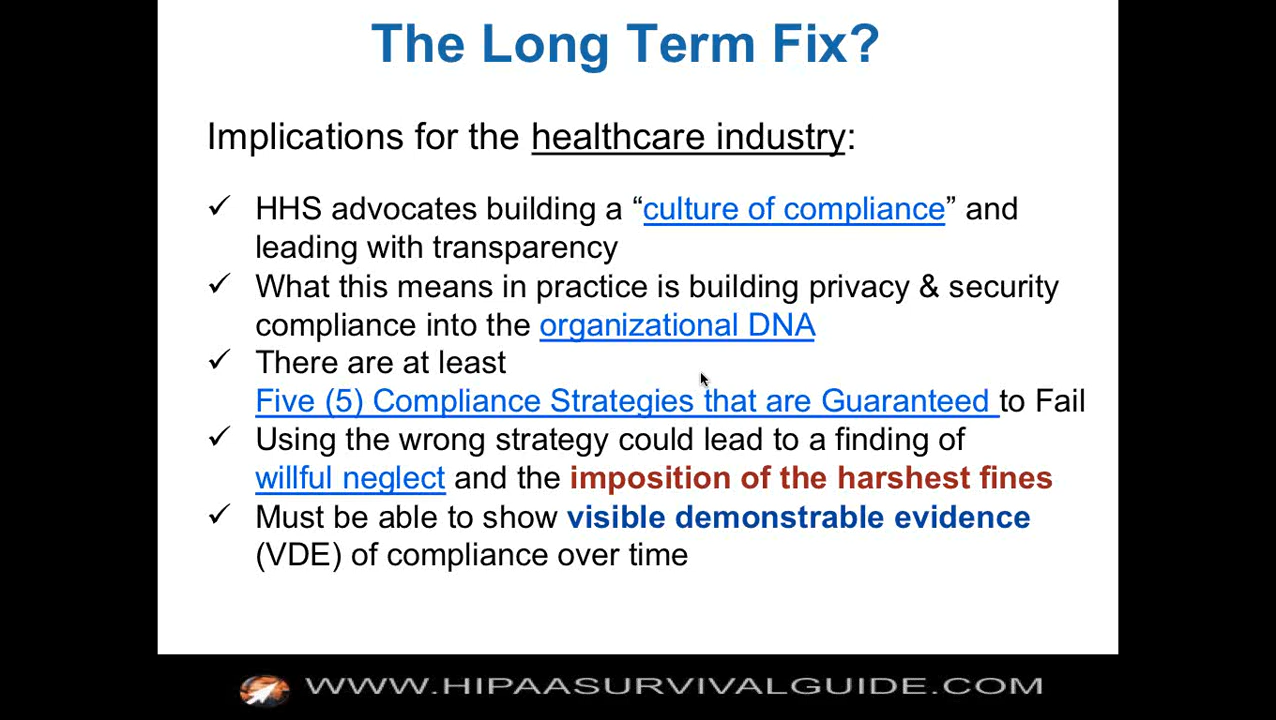 The Long Term Fix?
Implications for the healthcare industry:
✓ HHS advocates building a “culture of compliance” and
leading with transparency
✓ What this means in practice is building privacy & security
compliance into the organizational DNA
✓ There are at least
Five (5) Compliance Strategies that are Guaranteed to Fail
✓ Using the wrong strategy could lead to a finding of
willful neglect and the imposition of the harshest fines
✓ Must be able to show visible demonstrable evidence
(VDE) of compliance over time
WWW.HIPAASURVIVALGUIDE.COM